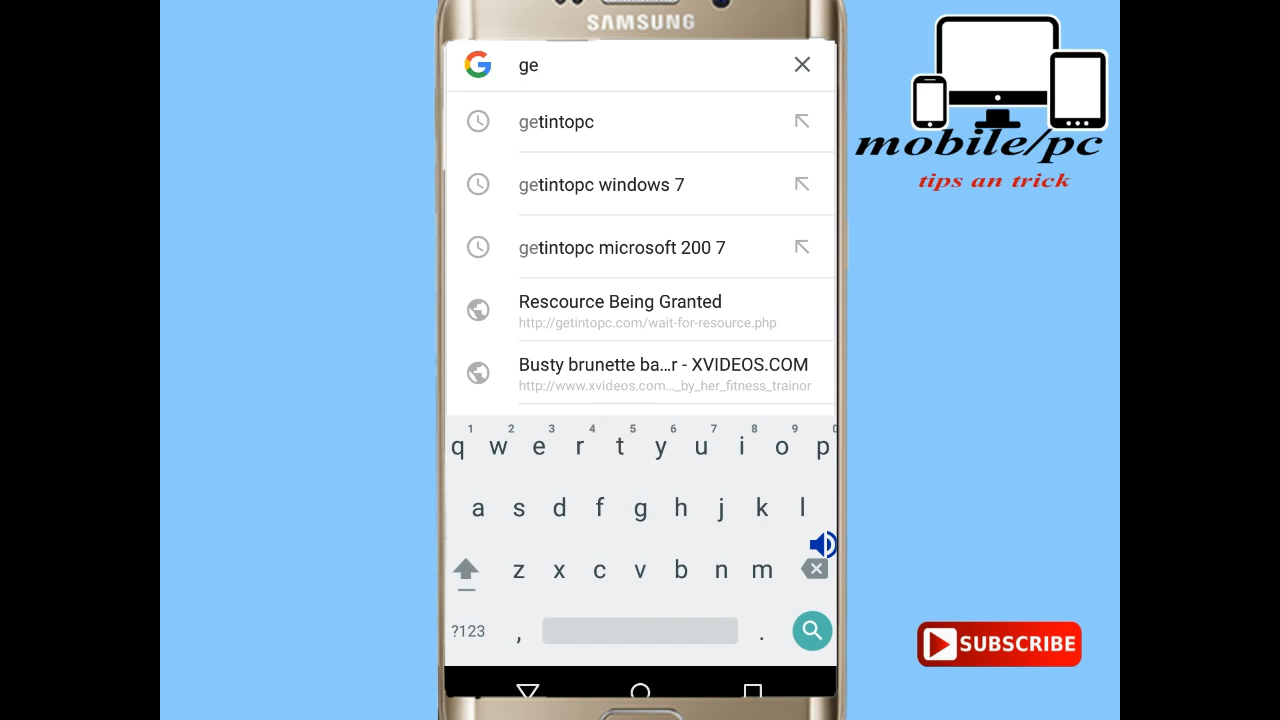 SAMSUNG
ge
getintopc
getintopc windows 7
getintopc microsoft 200 7
Rescource Being Granted
http://getintopc.com/wait-for-resource.php
Busty brunette ba...r - XVIDEOS.COM
http://www.xvideos.com..._by_her_fitness_trainor
1 2 3 4 5 6 7 8 9 0
q w e r t y u i o p
a s d f g h j k l
z x c v b n m
?123 , .
mobile/pc
tips an trick
SUBSCRIBE